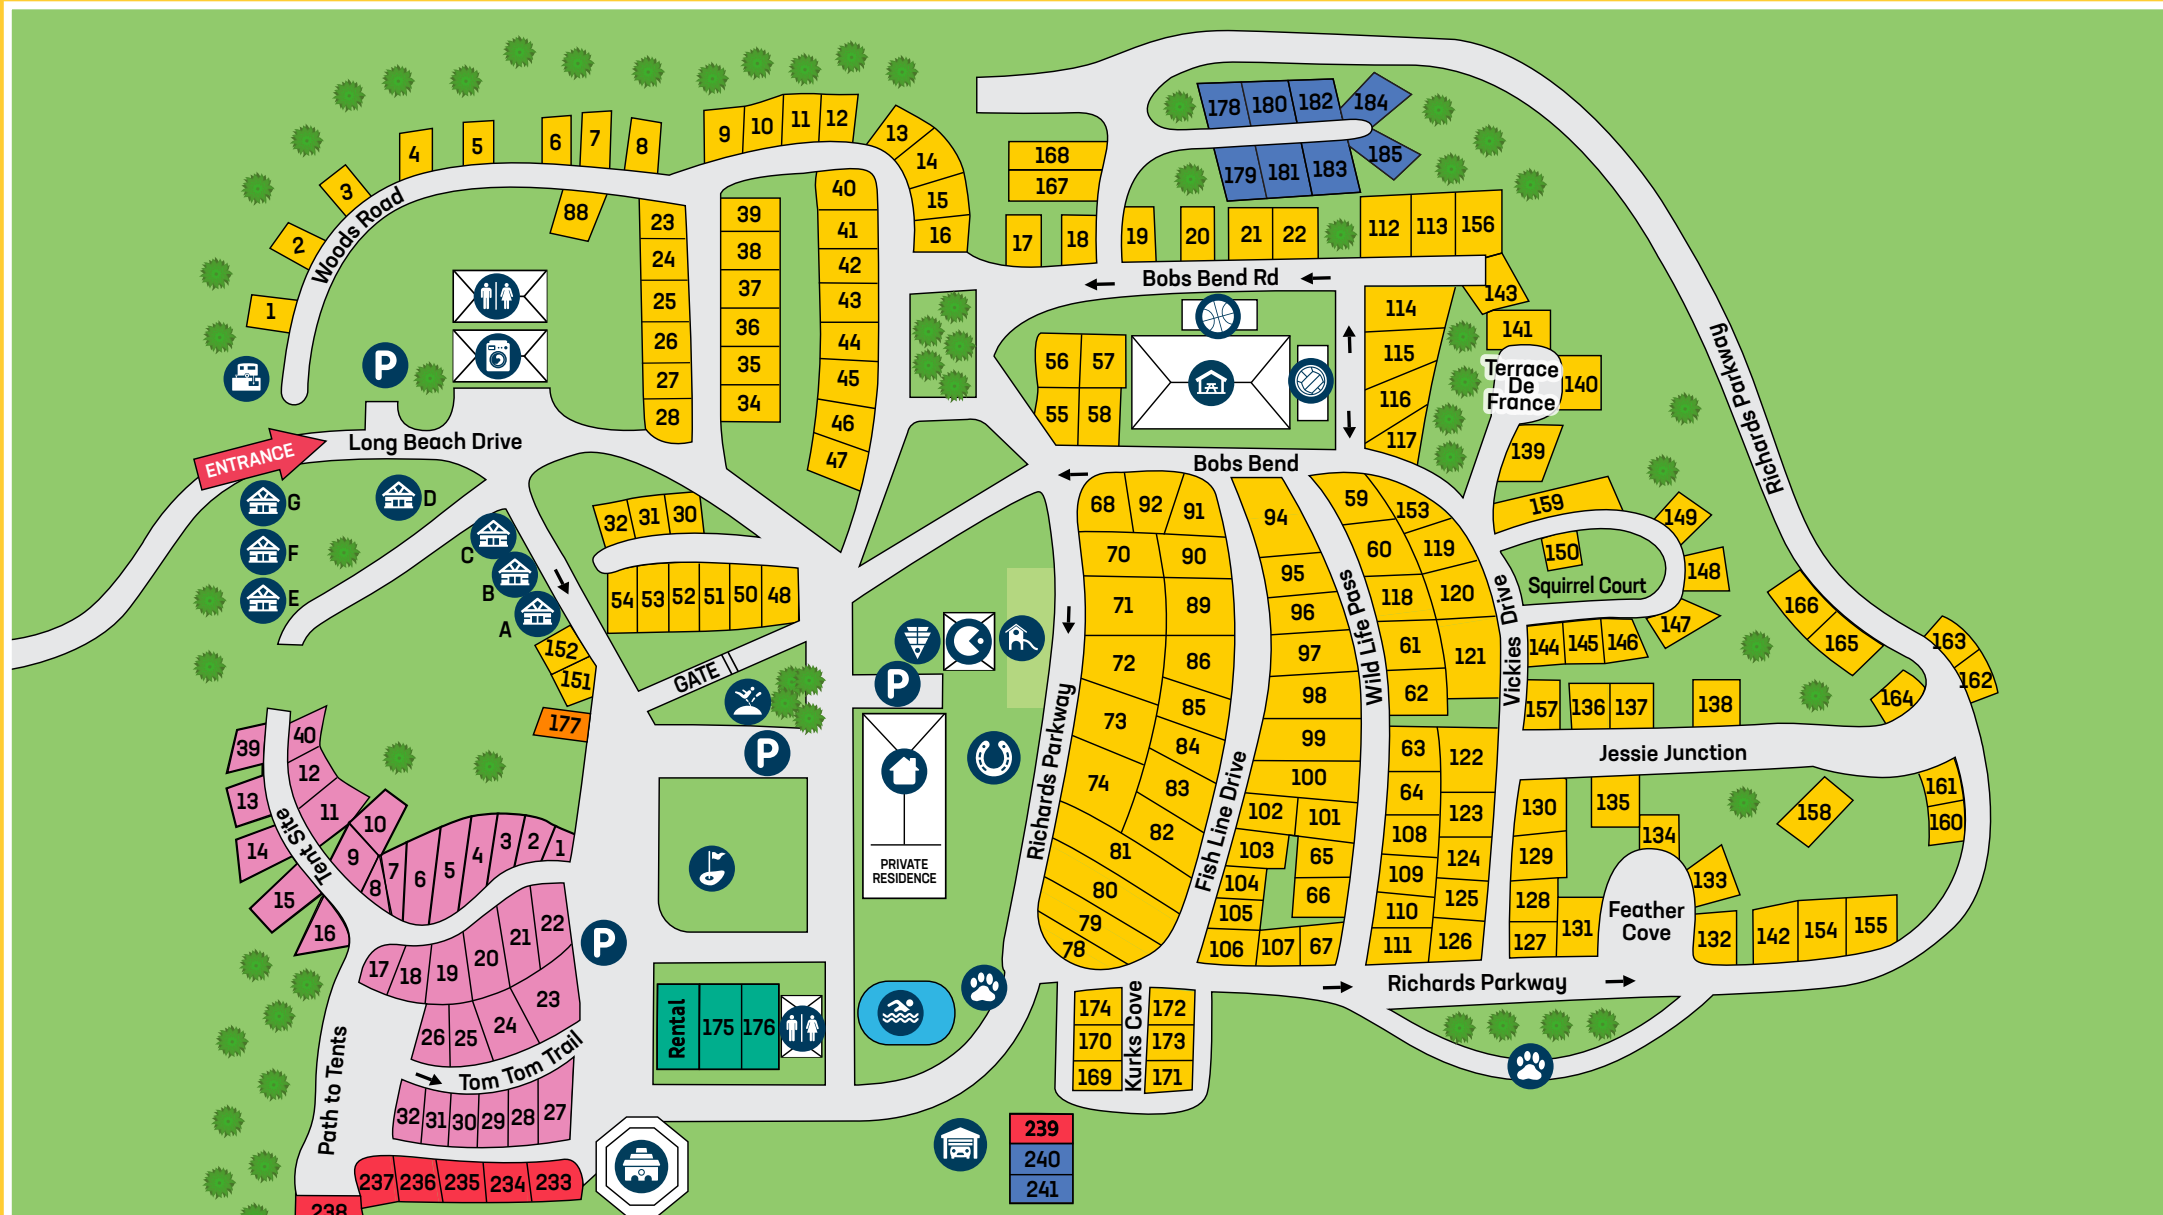 178 180 182 184
179 181 183 185
1 2 3 4 5 6 7 8 88
9 10 11 12 13 14 15 16
Woods Road
23
24
25
26
27
28
39
38
37
36
35
34
40
41
42
43
44
45
46
47
168
167
17 18 19 20 21 22
112 113 156
Bobs Bend Rd
143
141
Terrace
De
France
140
139
114
115
116
117
56 57
55 58
P
Long Beach Drive
ENTRANCE
G
F
E
D
C
B
A
32 31 30
54 53 52 51 50 48
152
151
177
GATE
P
P
PRIVATE
RESIDENCE
Bobs Bend
Richards Parkway
68 92 91
70 90
71 89
72 86
73 85
84
74 83
82
81
80
79
78
Fish Line Drive
94
95
96
97
98
99
100
102 101
103 65
104 66
105
106 107 67
Wild Life Pass
59 153
60 119
118 120
61 121
62
63 122
64 123
108 124
109 125
110
111 126
Vickies Drive
159
149
150
148
Squirrel Court
147
144 145 146
157 136 137 138
166
165
163
162
164
Richards Parkway
Jessie Junction
130
129
128
127
131
135
134
133
132
Feather
Cove
158
161
160
142 154 155
Richards Parkway
174 172
170 173
169 171
Kurks Cove
39 40
12
13 11
14 10
15 9
16 8 7 6 5 4 3 2 1
Tent Site
17 18 19 20 21 22
23
26 25 24
Tom Tom Trail
32 31 30 29 28 27
Path to Tents
P
Rental 175 176
237 236 235 234 233
238
239
240
241